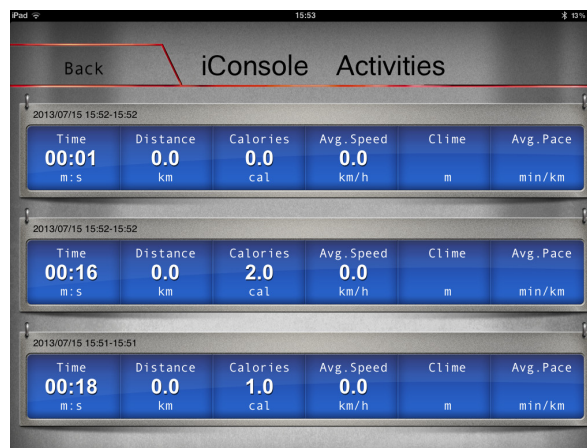 iPad 15:53 13%
Back iConsole Activities
2013/07/15 15:52-15:52
Time Distance Calories Avg.Speed Clime Avg.Pace
00:01 0.0 0.0 0.0
m:s km cal km/h m min/km
2013/07/15 15:52-15:52
Time Distance Calories Avg.Speed Clime Avg.Pace
00:16 0.0 2.0 0.0
m:s km cal km/h m min/km
2013/07/15 15:51-15:51
Time Distance Calories Avg.Speed Clime Avg.Pace
00:18 0.0 1.0 0.0
m:s km cal km/h m min/km